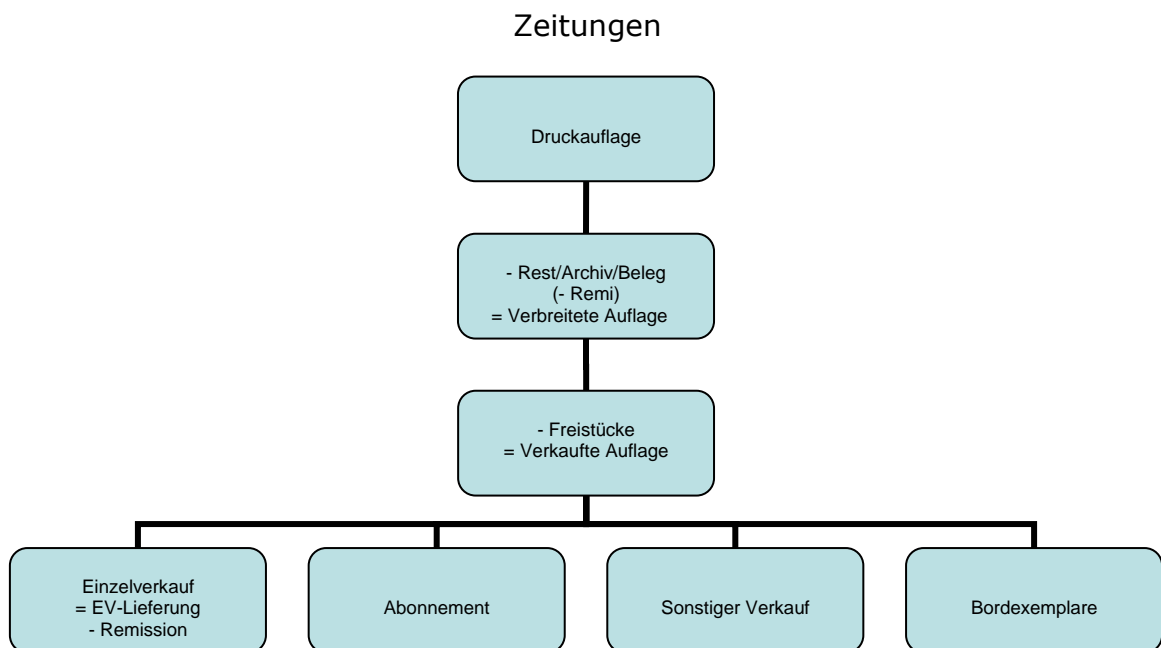 Zeitungen
Druckauflage
- Rest/Archiv/Beleg
(- Remi)
= Verbreitete Auflage
- Freistücke
= Verkaufte Auflage
Einzelverkauf
= EV-Lieferung
- Remission
Abonnement
Sonstiger Verkauf
Bordexemplare